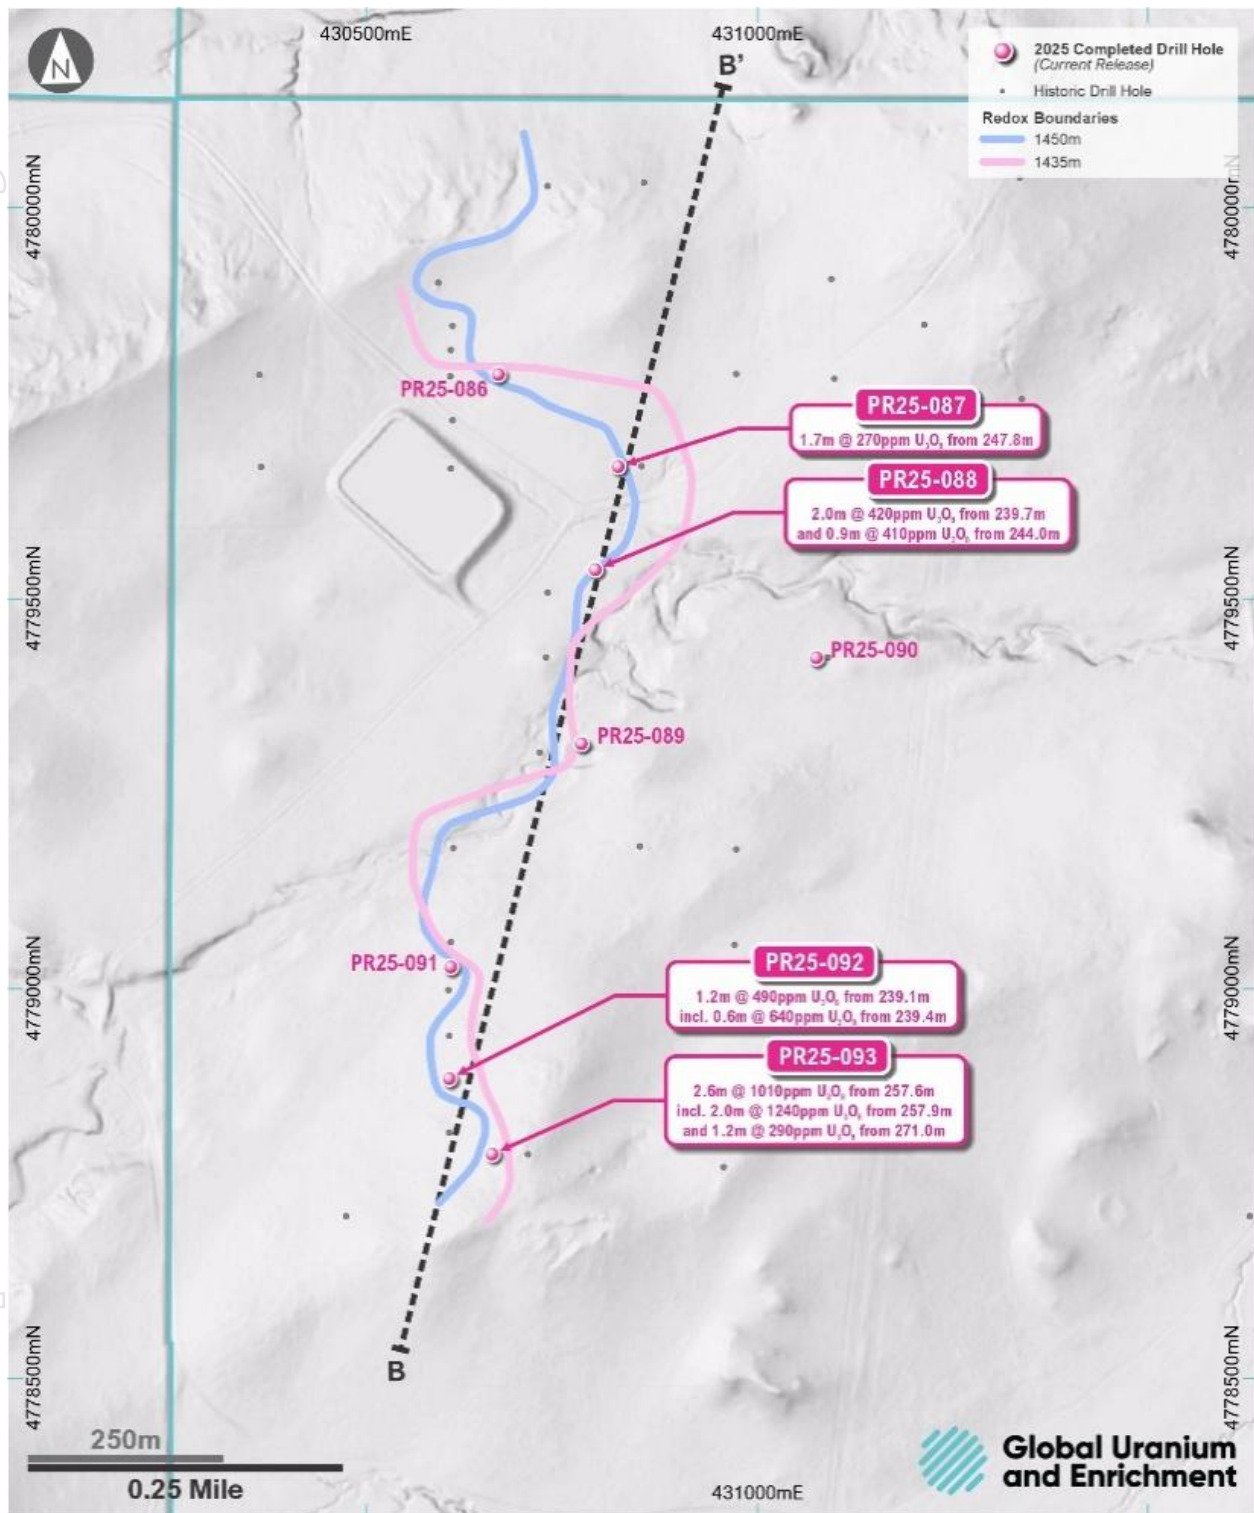 430500mE
431000mE
N
B'
2025 Completed Drill Hole
(Current Release)
Historic Drill Hole
Redox Boundaries
1450m
1435m
4780000mN
4780000mN
PR25-086
PR25-087
1.7m @ 270ppm U₃O₈ from 247.8m
PR25-088
2.0m @ 420ppm U₃O₈ from 239.7m
and 0.9m @ 410ppm U₃O₈ from 244.0m
4779500mN
4779500mN
PR25-090
PR25-089
PR25-091
PR25-092
1.2m @ 490ppm U₃O₈ from 239.1m
incl. 0.6m @ 640ppm U₃O₈ from 239.4m
4779000mN
4779000mN
PR25-093
2.6m @ 1010ppm U₃O₈ from 257.6m
incl. 2.0m @ 1240ppm U₃O₈ from 257.9m
and 1.2m @ 290ppm U₃O₈ from 271.0m
B
4778500mN
4778500mN
250m
0.25 Mile
431000mE
Global Uranium
and Enrichment